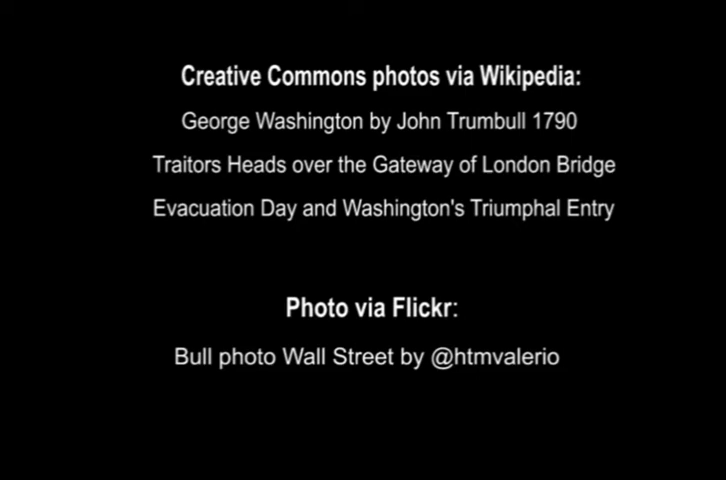 Creative Commons photos via Wikipedia:
George Washington by John Trumbull 1790
Traitors Heads over the Gateway of London Bridge
Evacuation Day and Washington's Triumphal Entry
Photo via Flickr:
Bull photo Wall Street by @htmvalerio